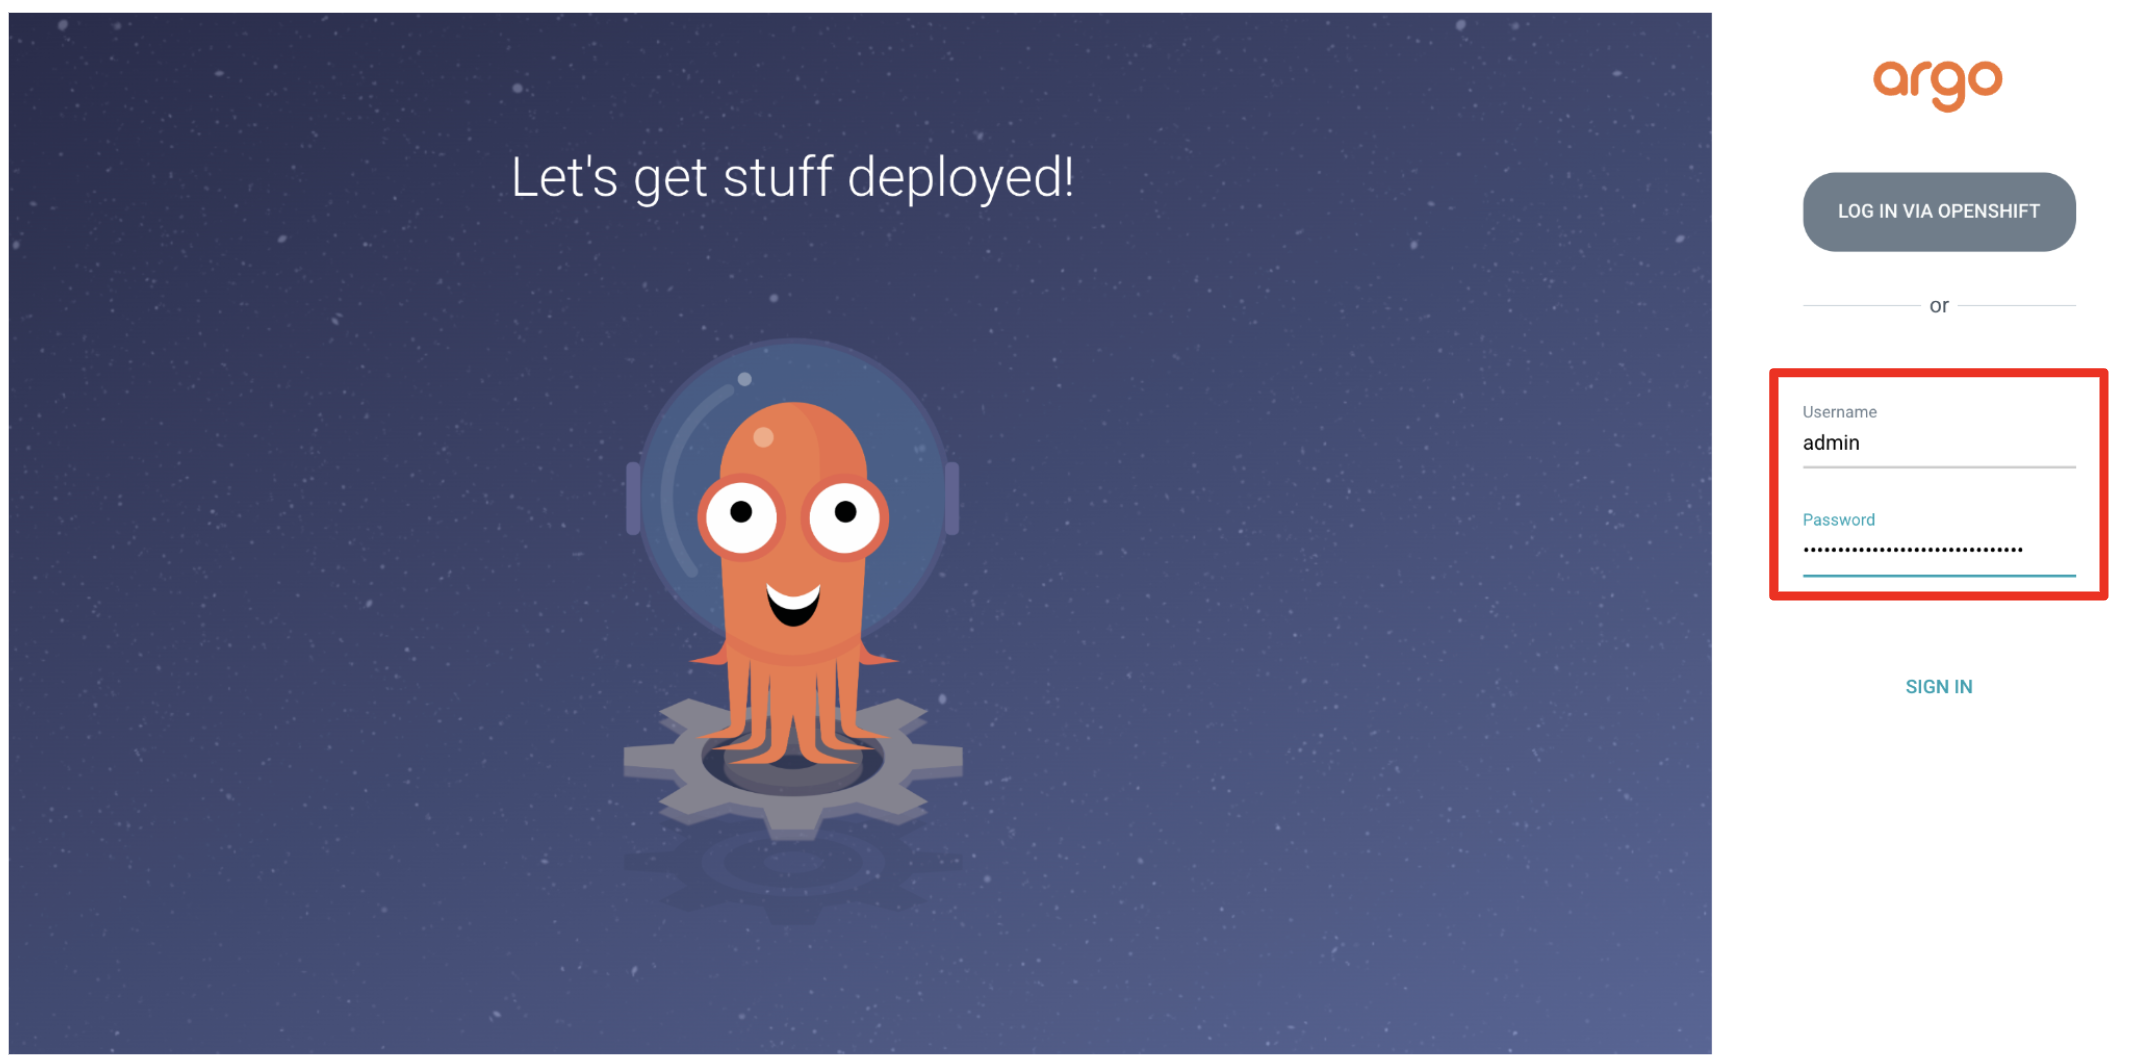 Let's get stuff deployed!
argo
LOG IN VIA OPENSHIFT
or
Username
admin
Password
••••••••••••••••••••••••••••••••
SIGN IN